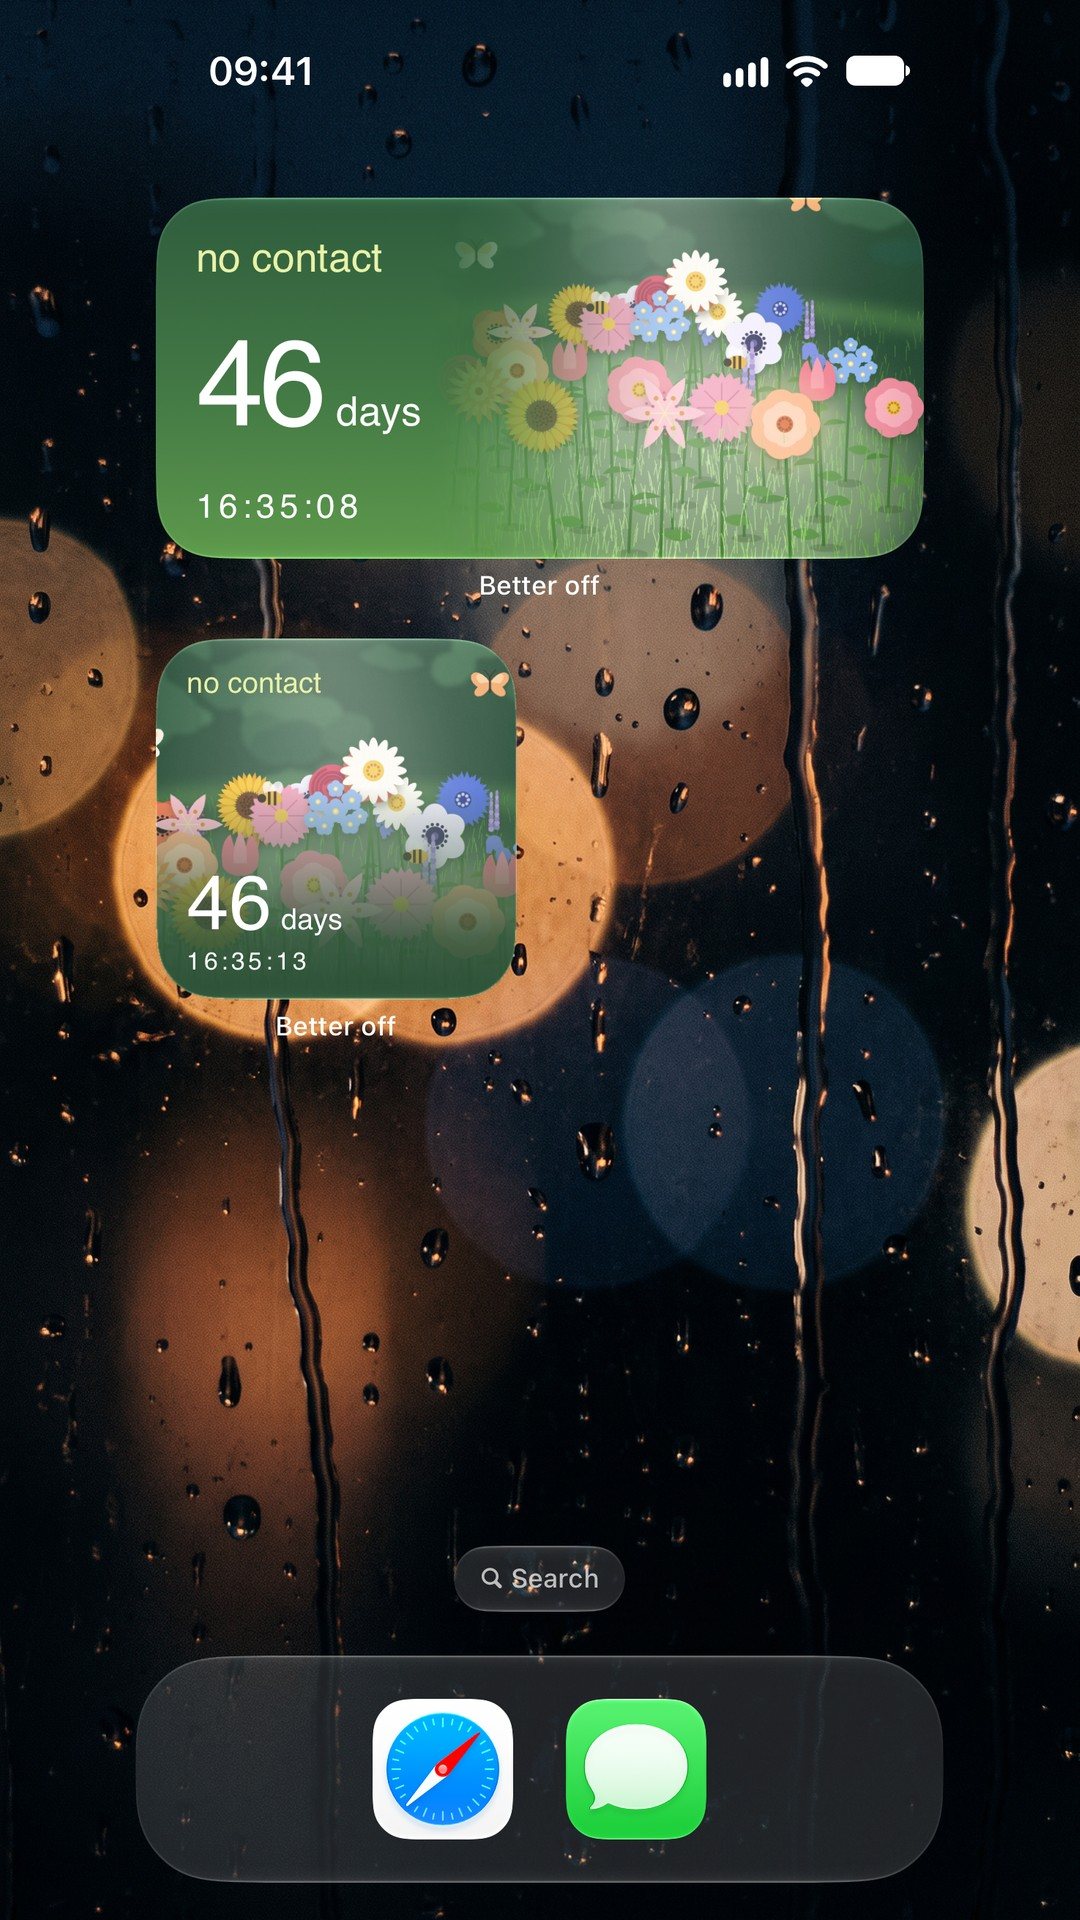 09:41
no contact
46 days
16:35:08
Better off
no contact
46 days
16:35:13
Better off
Search